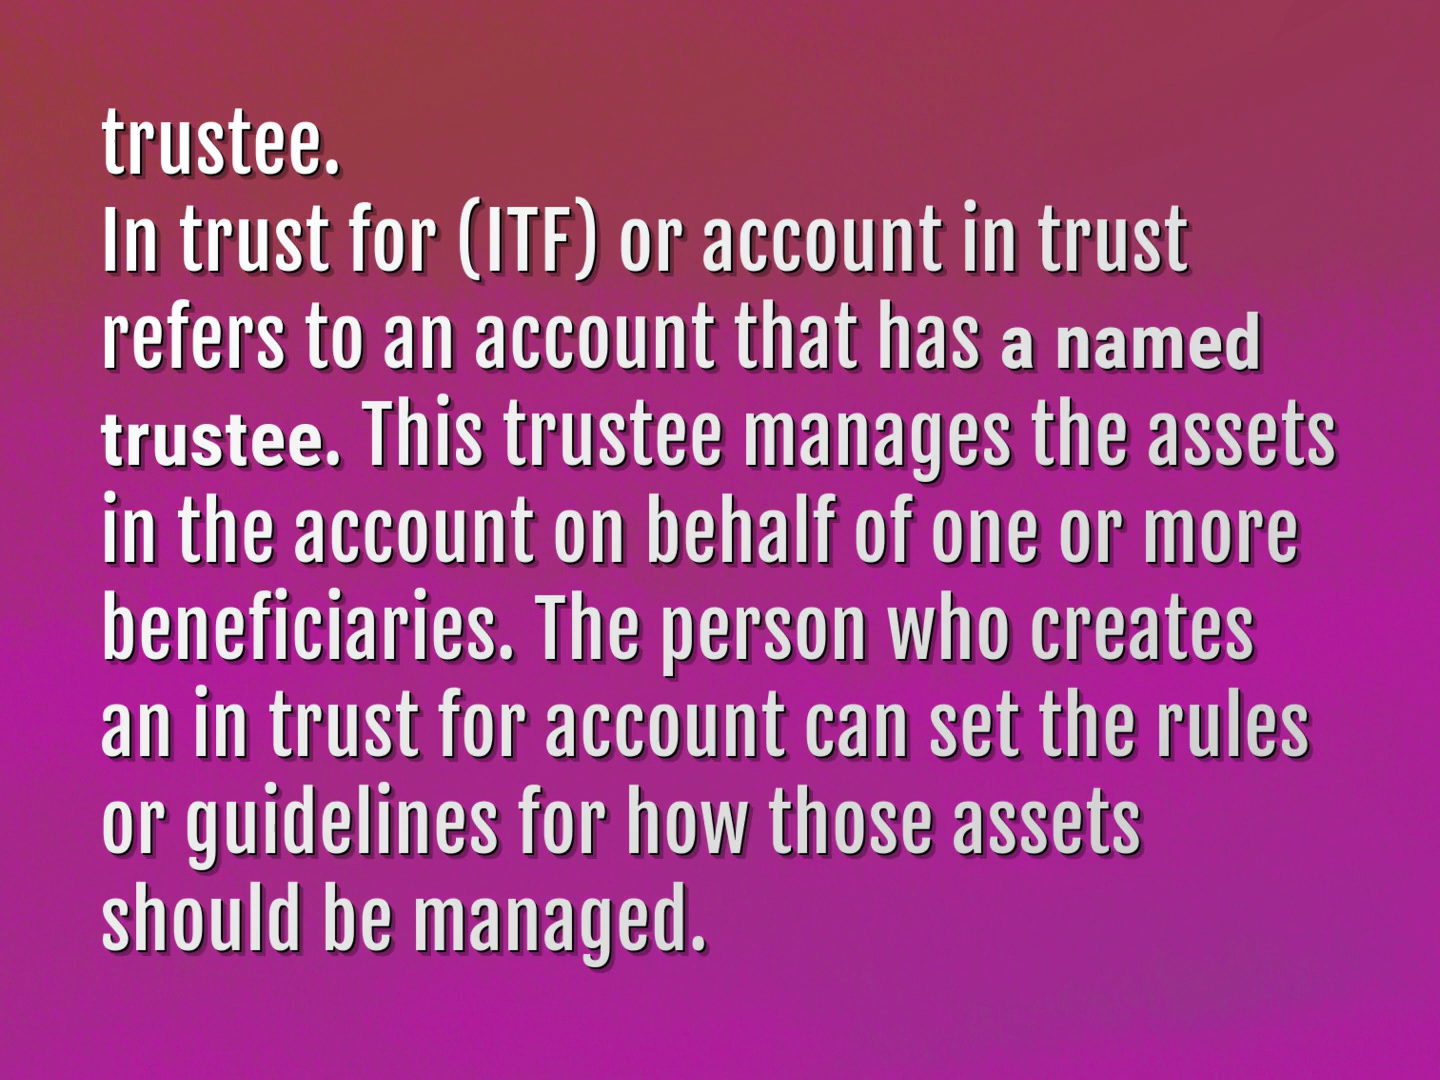 trustee.
In trust for (ITF) or account in trust
refers to an account that has a named
trustee. This trustee manages the assets
in the account on behalf of one or more
beneficiaries. The person who creates
an in trust for account can set the rules
or guidelines for how those assets
should be managed.